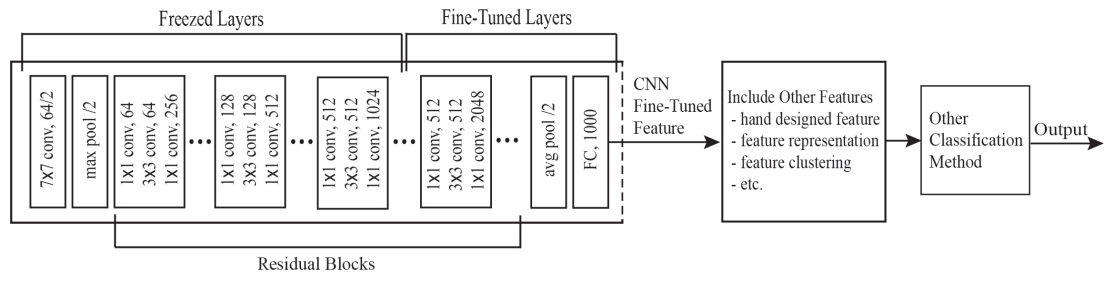 Freezed Layers
Fine-Tuned Layers
7x7 conv, 64/2
max pool /2
1x1 conv, 64
3x3 conv, 64
1x1 conv, 256
1x1 conv, 128
3x3 conv, 128
1x1 conv, 512
1x1 conv, 512
3x3 conv, 512
1x1 conv, 1024
1x1 conv, 512
3x3 conv, 512
1x1 conv, 2048
avg pool /2
FC, 1000
Residual Blocks
CNN
Fine-Tuned
Feature
Include Other Features
- hand designed feature
- feature representation
- feature clustering
- etc.
Other
Classification
Method
Output